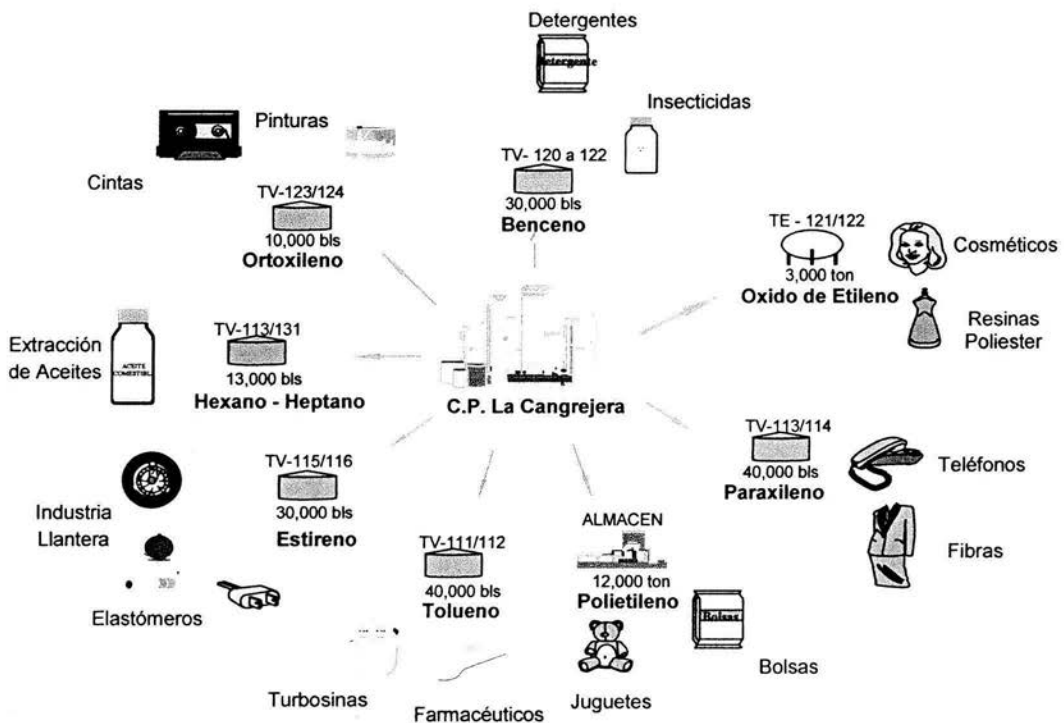 Detergentes
Detergente
Insecticidas
Pinturas
Cintas
TV-123/124
10,000 bls
Ortoxileno
TV- 120 a 122
30,000 bls
Benceno
TE - 121/122
3,000 ton
Oxido de Etileno
Cosméticos
Resinas
Poliester
Extracción
de Aceites
ACEITE
COMESTIBL
TV-113/131
13,000 bls
Hexano - Heptano
C.P. La Cangrejera
TV-113/114
40,000 bls
Paraxileno
Teléfonos
Fibras
Industria
Llantera
Elastómeros
TV-115/116
30,000 bls
Estireno
TV-111/112
40,000 bls
Tolueno
ALMACEN
12,000 ton
Polietileno
Bolsas
Bolsas
Juguetes
Turbosinas
Farmacéuticos